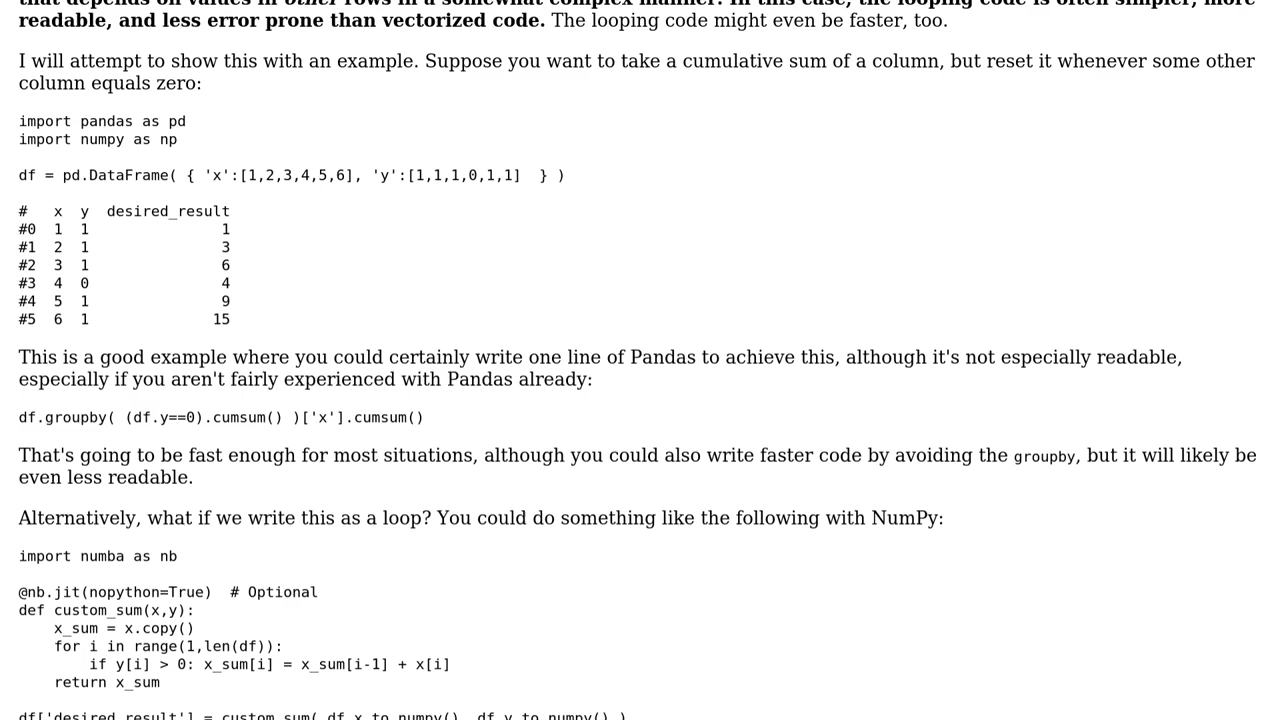 that depends on values in other rows in a somewhat complex manner. In this case, the looping code is often simpler, more
readable, and less error prone than vectorized code. The looping code might even be faster, too.
I will attempt to show this with an example. Suppose you want to take a cumulative sum of a column, but reset it whenever some other
column equals zero:
import pandas as pd
import numpy as np
df = pd.DataFrame( { 'x':[1,2,3,4,5,6], 'y':[1,1,1,0,1,1]  } )
#   x  y  desired_result
#0  1  1               1
#1  2  1               3
#2  3  1               6
#3  4  0               4
#4  5  1               9
#5  6  1              15
This is a good example where you could certainly write one line of Pandas to achieve this, although it's not especially readable,
especially if you aren't fairly experienced with Pandas already:
df.groupby( (df.y==0).cumsum() )['x'].cumsum()
That's going to be fast enough for most situations, although you could also write faster code by avoiding the groupby, but it will likely be
even less readable.
Alternatively, what if we write this as a loop? You could do something like the following with NumPy:
import numba as nb
@nb.jit(nopython=True)  # Optional
def custom_sum(x,y):
    x_sum = x.copy()
    for i in range(1,len(df)):
        if y[i] > 0: x_sum[i] = x_sum[i-1] + x[i]
    return x_sum
df['desired_result'] = custom_sum( df.x.to_numpy(), df.y.to_numpy() )